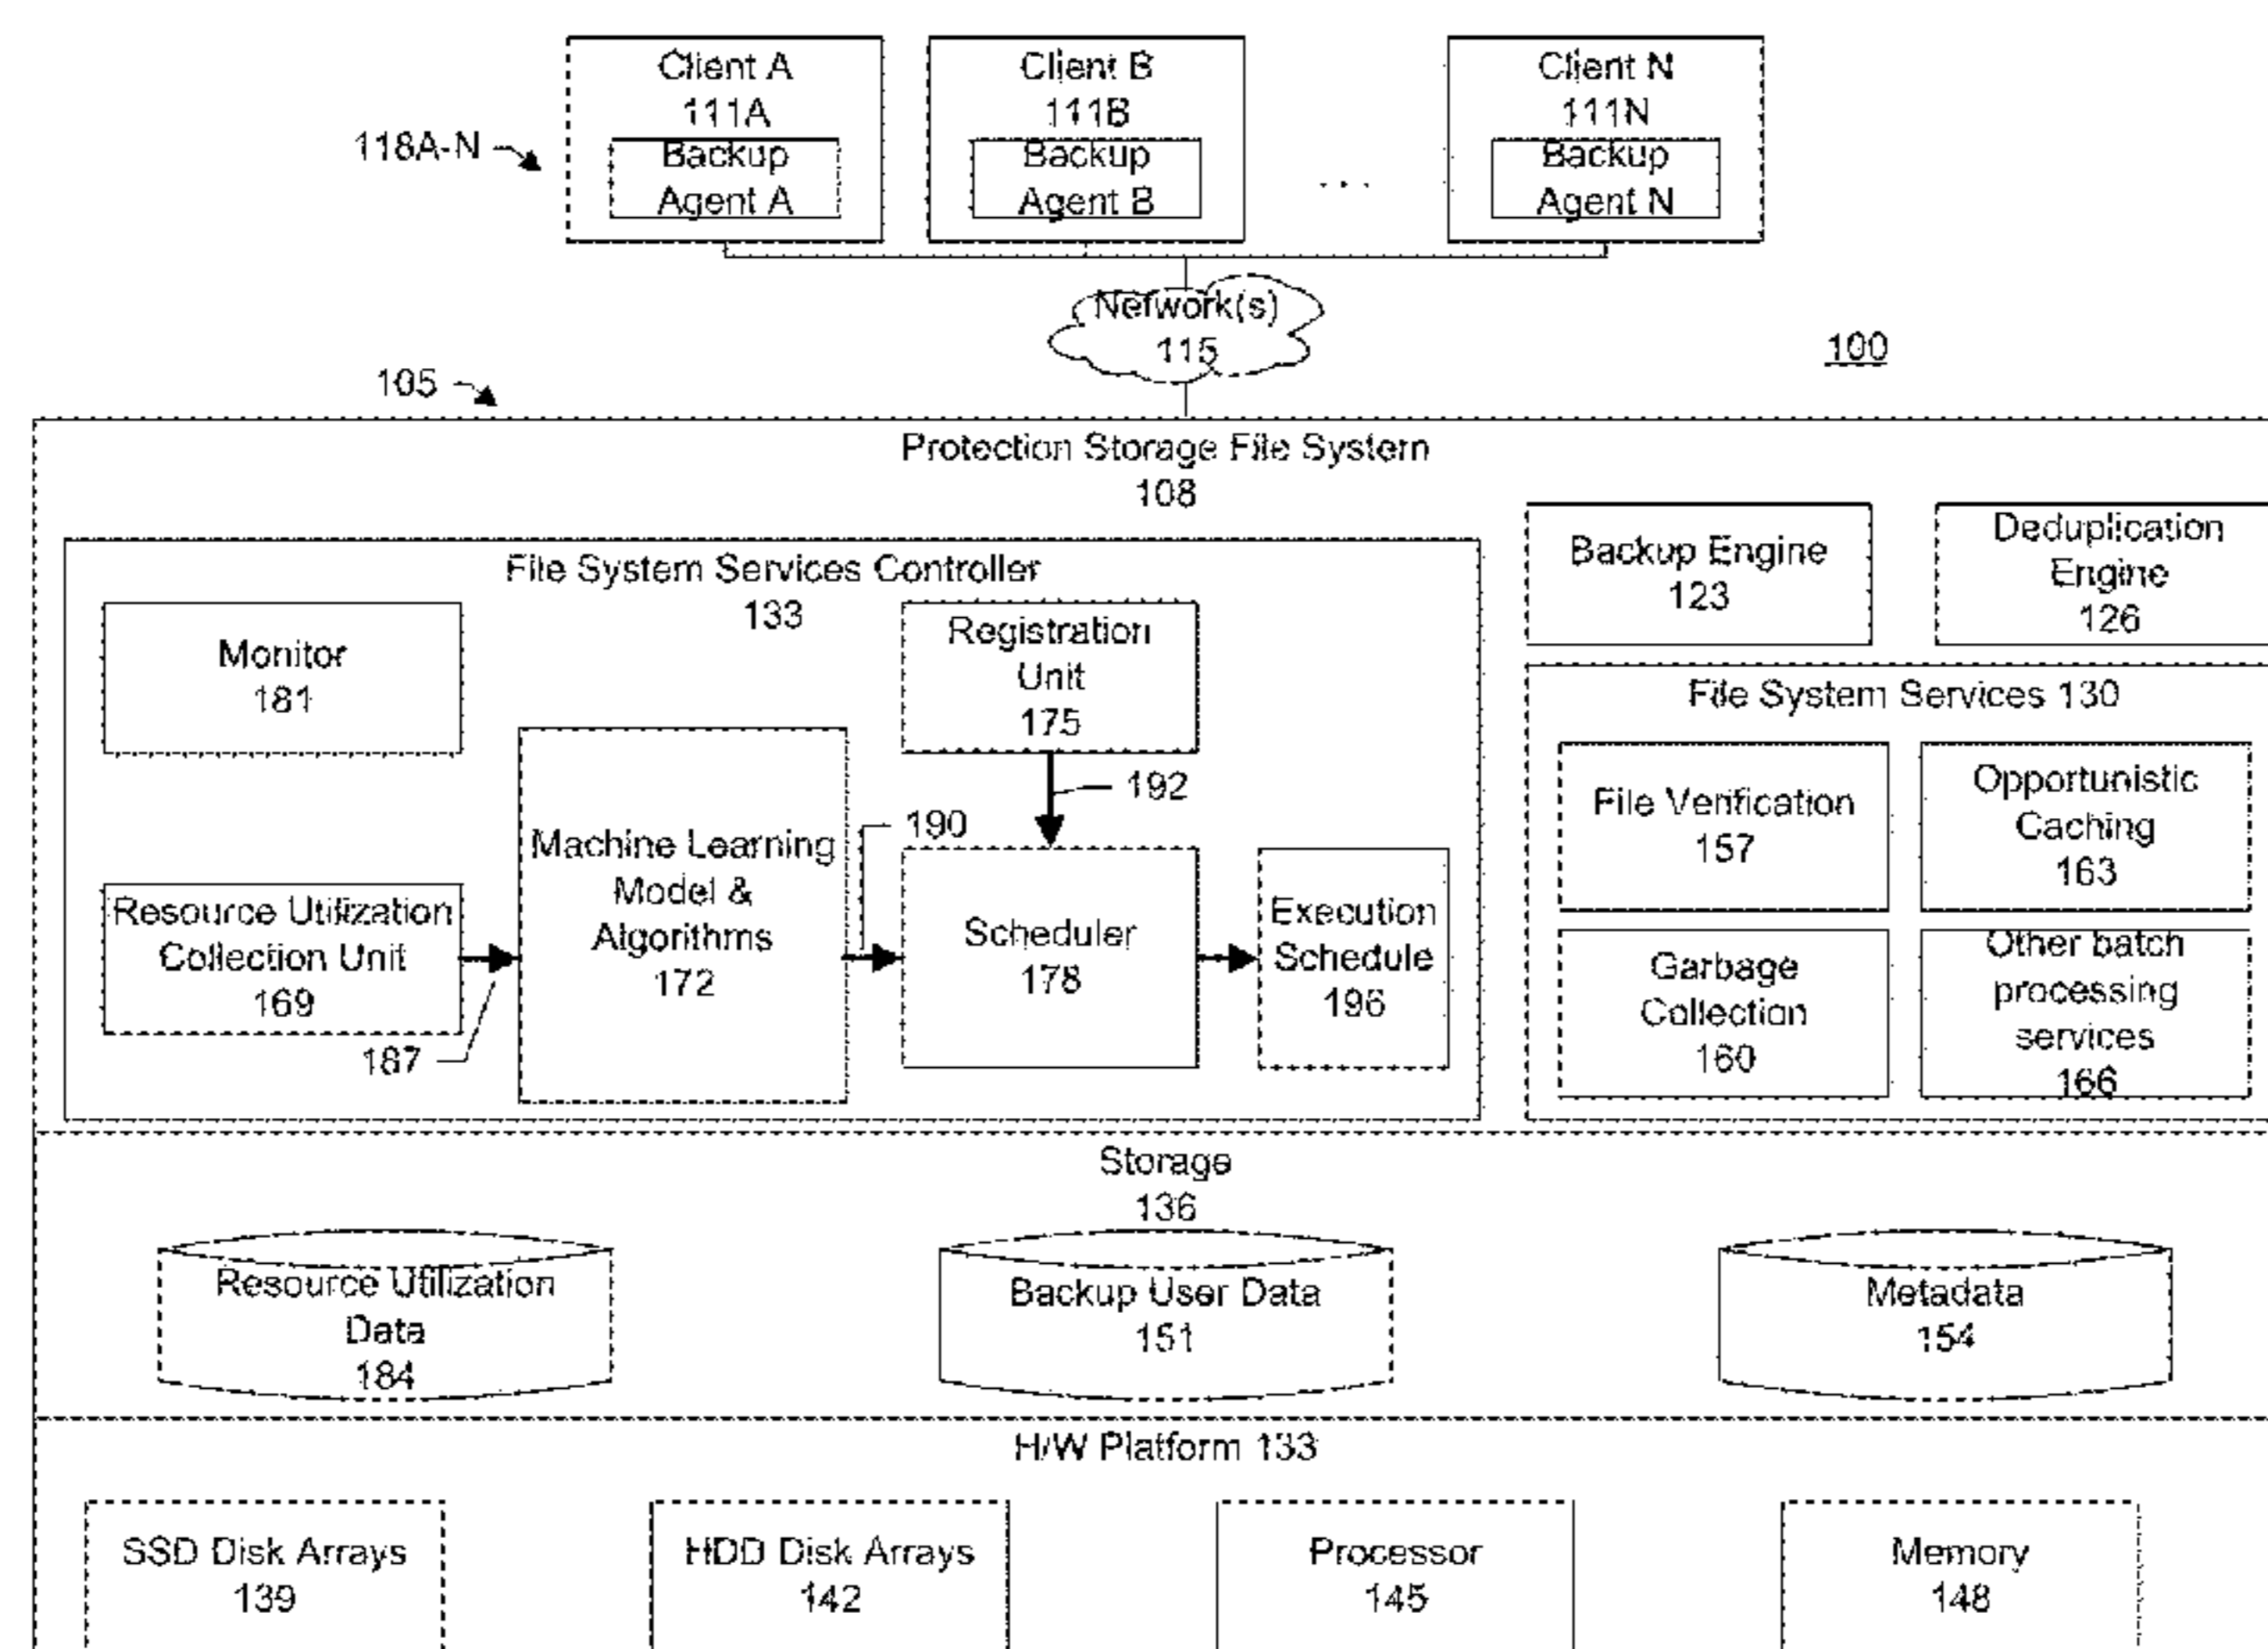 Client A
111A
Backup
Agent A
Client B
111B
Backup
Agent B
. . .
Client N
111N
Backup
Agent N
118A-N
Network(s)
115
100
105
Protection Storage File System
108
File System Services Controller
133
Monitor
181
Registration
Unit
175
192
190
Resource Utilization
Collection Unit
169
187
Machine Learning
Model &
Algorithms
172
Scheduler
178
Execution
Schedule
196
Backup Engine
123
Deduplication
Engine
126
File System Services 130
File Verification
157
Opportunistic
Caching
163
Garbage
Collection
160
Other batch
processing
services
166
Storage
136
Resource Utilization
Data
184
Backup User Data
151
Metadata
154
H/W Platform 133
SSD Disk Arrays
139
HDD Disk Arrays
142
Processor
145
Memory
148